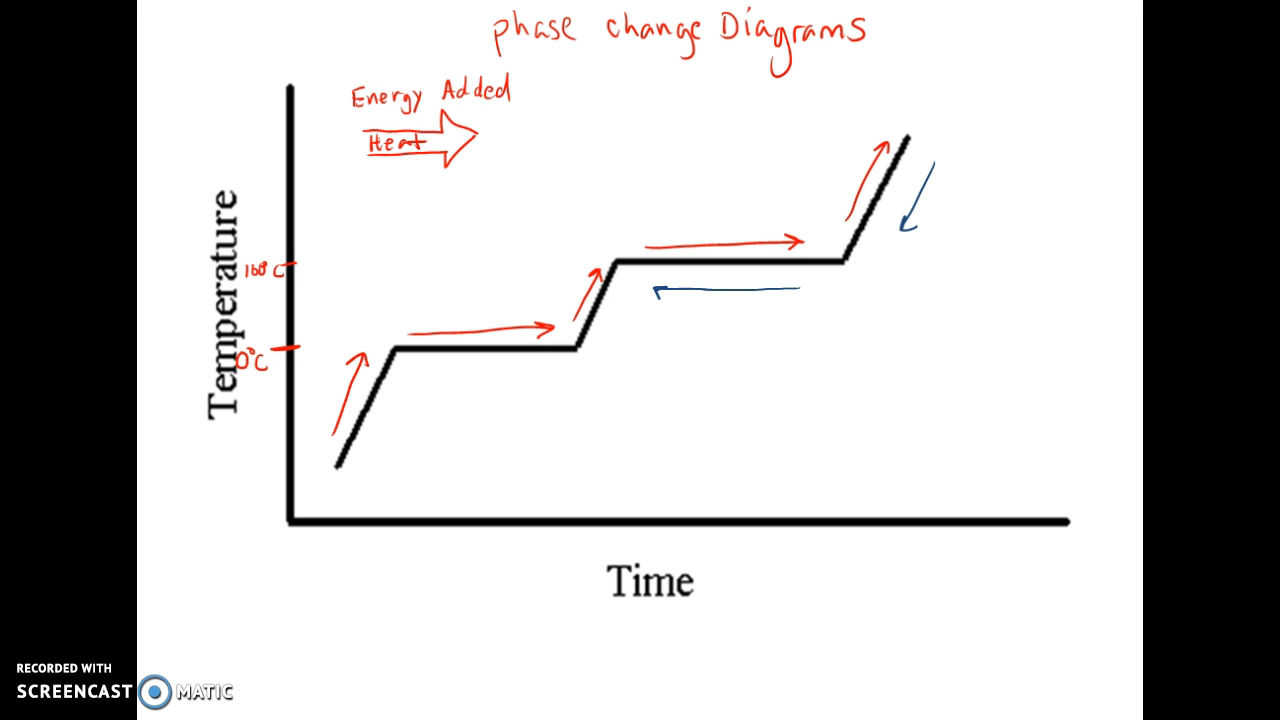 phase change Diagrams
Energy Added
Heat
Temperature
100°C
0°C
Time
RECORDED WITH
SCREENCAST MATIC